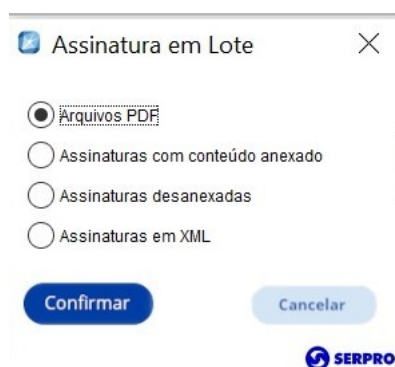 Assinatura em Lote
Arquivos PDF
Assinaturas com conteúdo anexado
Assinaturas desanexadas
Assinaturas em XML
Confirmar Cancelar
SERPRO